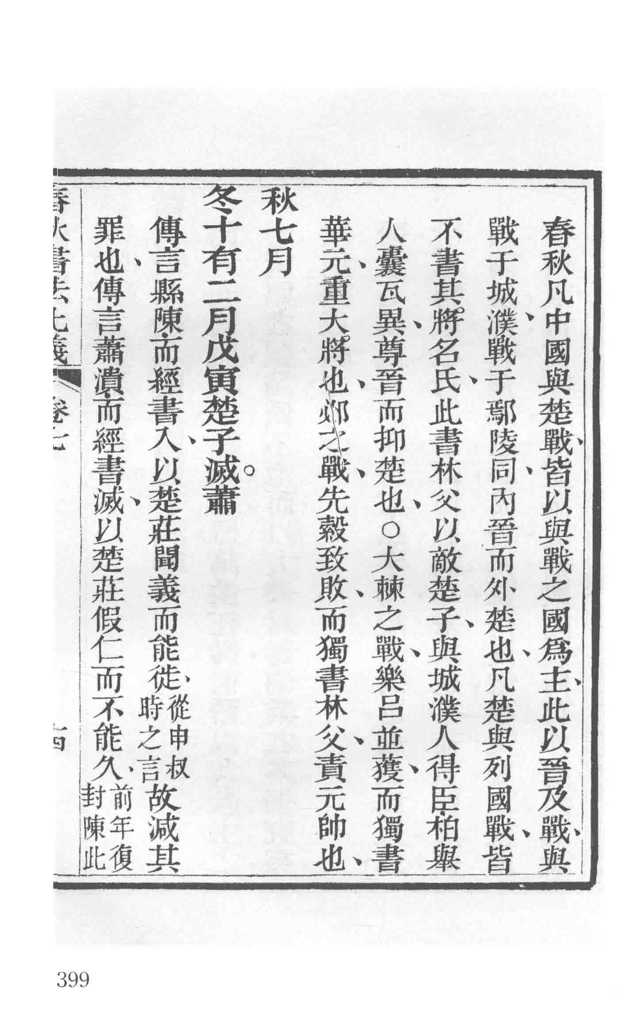 春秋凡中國與楚戰、皆以與戰之國爲主、此以晉及戰、與
戰于城濮、戰于鄢陵、同內晉而外楚也、凡楚與列國戰、皆
不書其將名氏、此書林父以敵楚子、與城濮人得臣、柏舉
人囊瓦、異尊晉而抑楚也、○大棘之戰、樂呂並獲、而獨書
華元、重大將也、邲之戰、先縠致敗、而獨書林父、責元帥也、
秋七月
冬十有二月戊寅楚子滅蕭。
傳言縣陳、而經書入、以楚莊聞義而能徙、從申叔時之言故減其
罪也、傳言蕭潰、而經書滅、以楚莊假仁而不能久、前年復封陳此
春秋書法比義
卷七